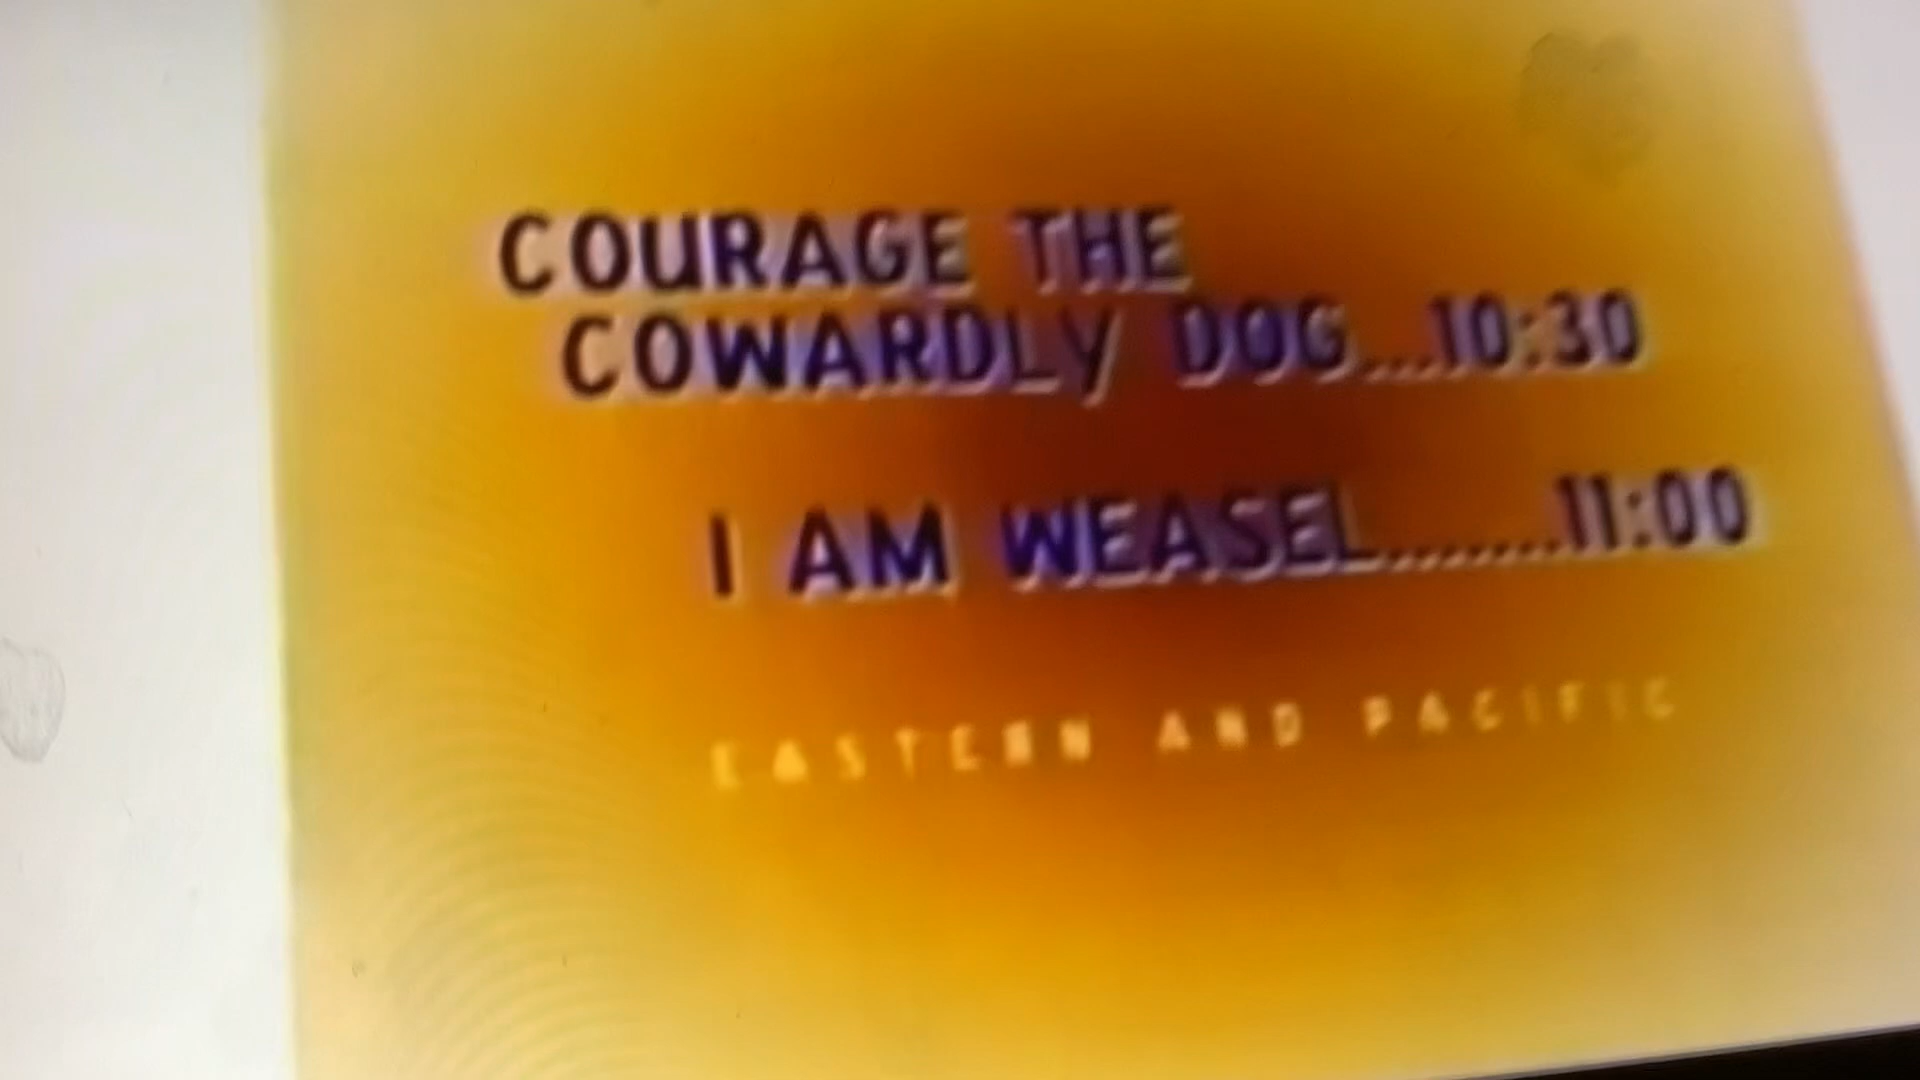 COURAGE THE
COWARDLY DOG...10:30
I AM WEASEL........11:00
EASTERN AND PACIFIC